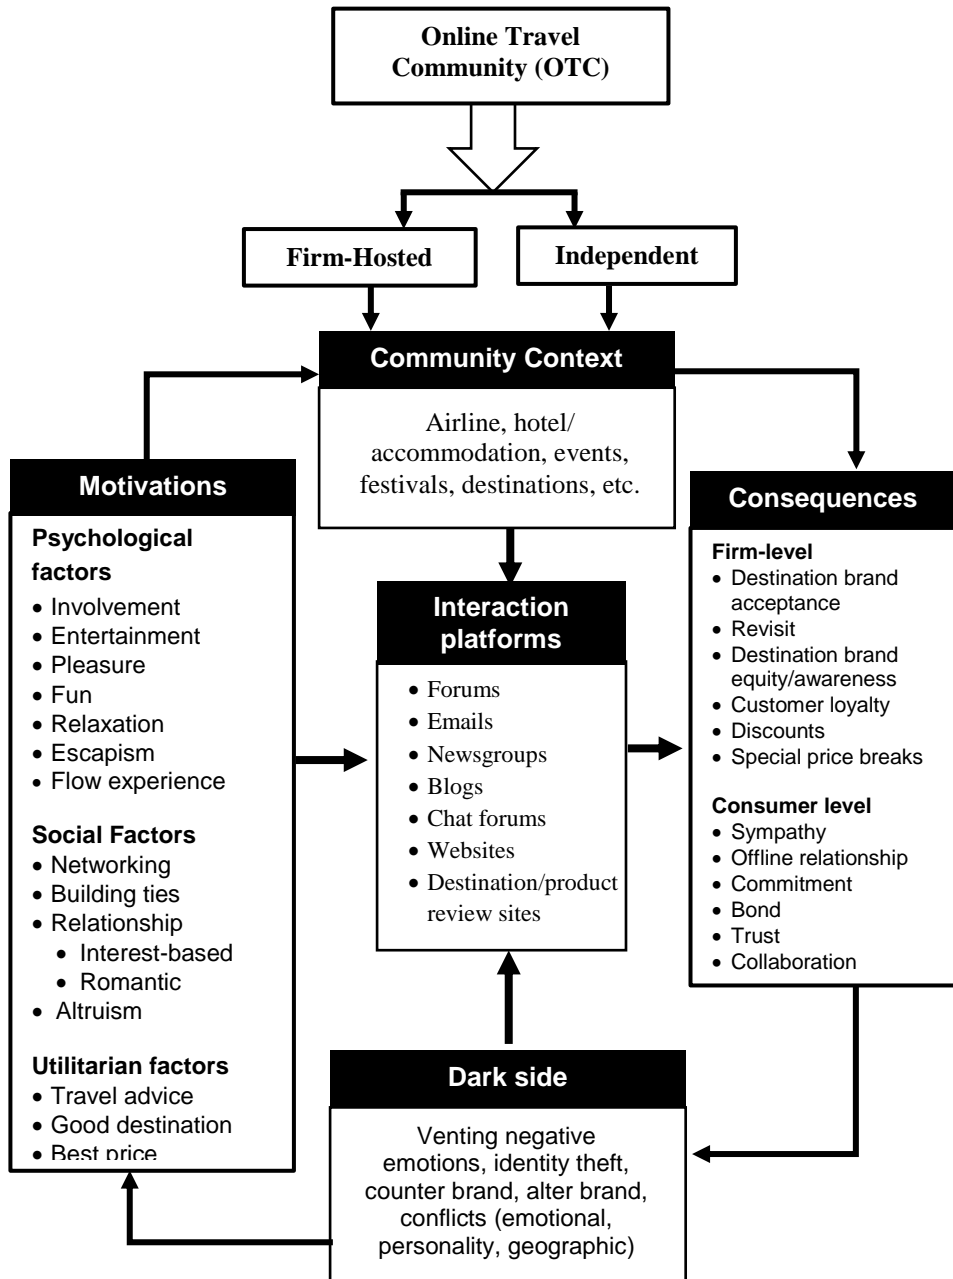 Online Travel
Community (OTC)
Firm-Hosted
Independent
Community Context
Airline, hotel/
accommodation, events,
festivals, destinations, etc.
Motivations
Psychological
factors
• Involvement
• Entertainment
• Pleasure
• Fun
• Relaxation
• Escapism
• Flow experience
Social Factors
• Networking
• Building ties
• Relationship
• Interest-based
• Romantic
• Altruism
Utilitarian factors
• Travel advice
• Good destination
• Best price
Interaction
platforms
• Forums
• Emails
• Newsgroups
• Blogs
• Chat forums
• Websites
• Destination/product
review sites
Consequences
Firm-level
• Destination brand
acceptance
• Revisit
• Destination brand
equity/awareness
• Customer loyalty
• Discounts
• Special price breaks
Consumer level
• Sympathy
• Offline relationship
• Commitment
• Bond
• Trust
• Collaboration
Dark side
Venting negative
emotions, identity theft,
counter brand, alter brand,
conflicts (emotional,
personality, geographic)